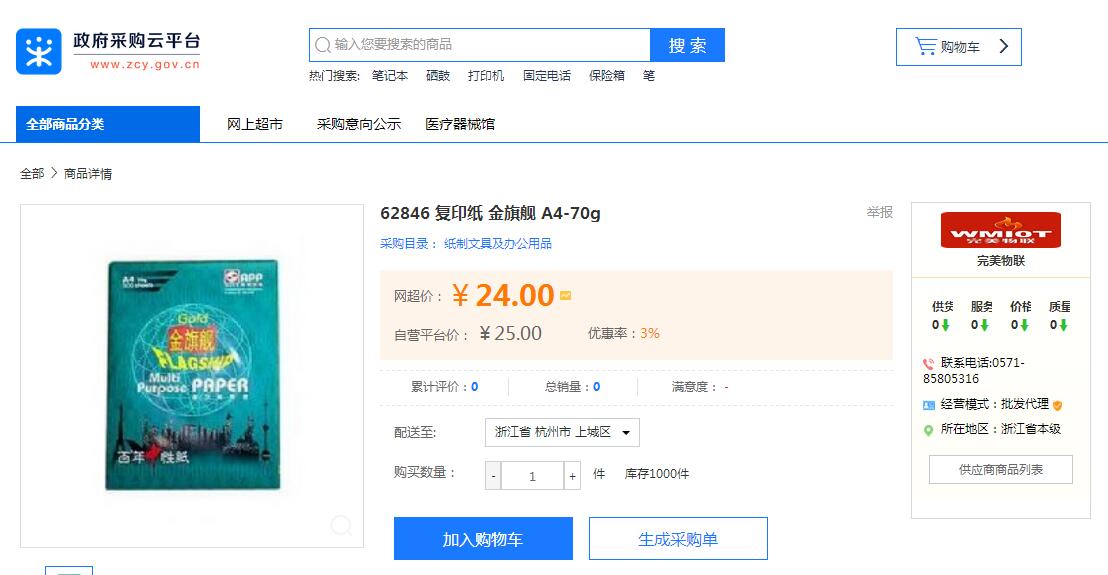 政府采购云平台
www.zcy.gov.cn
输入您要搜索的商品
搜 索
购物车
热门搜索: 笔记本 硒鼓 打印机 固定电话 保险箱 笔
全部商品分类 网上超市 采购意向公示 医疗器械馆
全部 > 商品详情
62846 复印纸 金旗舰 A4-70g
举报
采购目录: 纸制文具及办公用品
网超价: ¥ 24.00
自营平台价: ¥ 25.00 优惠率: 3%
累计评价: 0 总销量: 0 满意度: -
配送至: 浙江省 杭州市 上城区
购买数量: - 1 + 件 库存1000件
加入购物车 生成采购单
A4
APP
Gold
金旗舰
FLAGSHIP
Multi
Purpose PAPER
WMIOT
完美物联
完美物联
供货 服务 价格 质量
0 0 0 0
联系电话:0571-
85805316
经营模式:批发代理
所在地区:浙江省本级
供应商商品列表